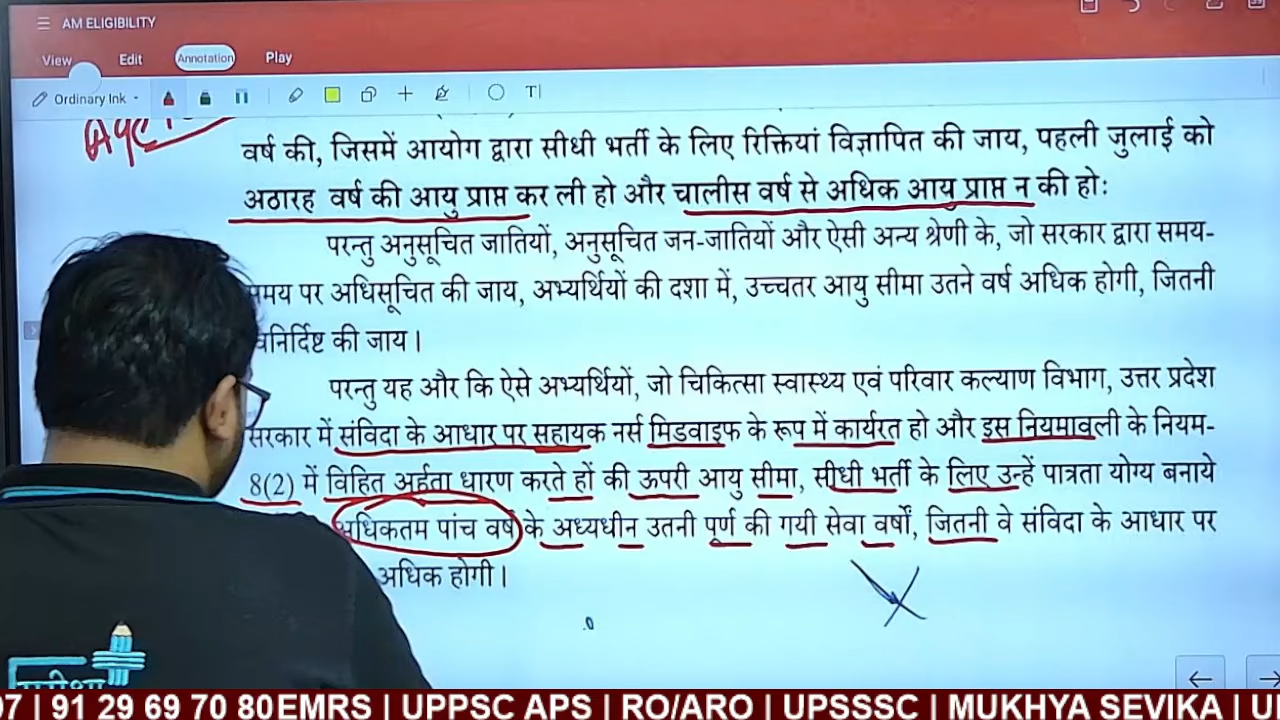 AM ELIGIBILITY
View Edit Annotation Play
Ordinary Ink
Age
वर्ष की, जिसमें आयोग द्वारा सीधी भर्ती के लिए रिक्तियां विज्ञापित की जाय, पहली जुलाई को
अठारह वर्ष की आयु प्राप्त कर ली हो और चालीस वर्ष से अधिक आयु प्राप्त न की हो:
परन्तु अनुसूचित जातियों, अनुसूचित जन-जातियों और ऐसी अन्य श्रेणी के, जो सरकार द्वारा समय-
समय पर अधिसूचित की जाय, अभ्यर्थियों की दशा में, उच्चतर आयु सीमा उतने वर्ष अधिक होगी, जितनी
विनिर्दिष्ट की जाय।
परन्तु यह और कि ऐसे अभ्यर्थियों, जो चिकित्सा स्वास्थ्य एवं परिवार कल्याण विभाग, उत्तर प्रदेश
सरकार में संविदा के आधार पर सहायक नर्स मिडवाइफ के रूप में कार्यरत हो और इस नियमावली के नियम-
8(2) में विहित अर्हता धारण करते हों की ऊपरी आयु सीमा, सीधी भर्ती के लिए उन्हें पात्रता योग्य बनाये
अधिकतम पांच वर्ष के अध्यधीन उतनी पूर्ण की गयी सेवा वर्षों, जितनी वे संविदा के आधार पर
अधिक होगी।
07 | 91 29 69 70 80 EMRS | UPPSC APS | RO/ARO | UPSSSC | MUKHYA SEVIKA | U